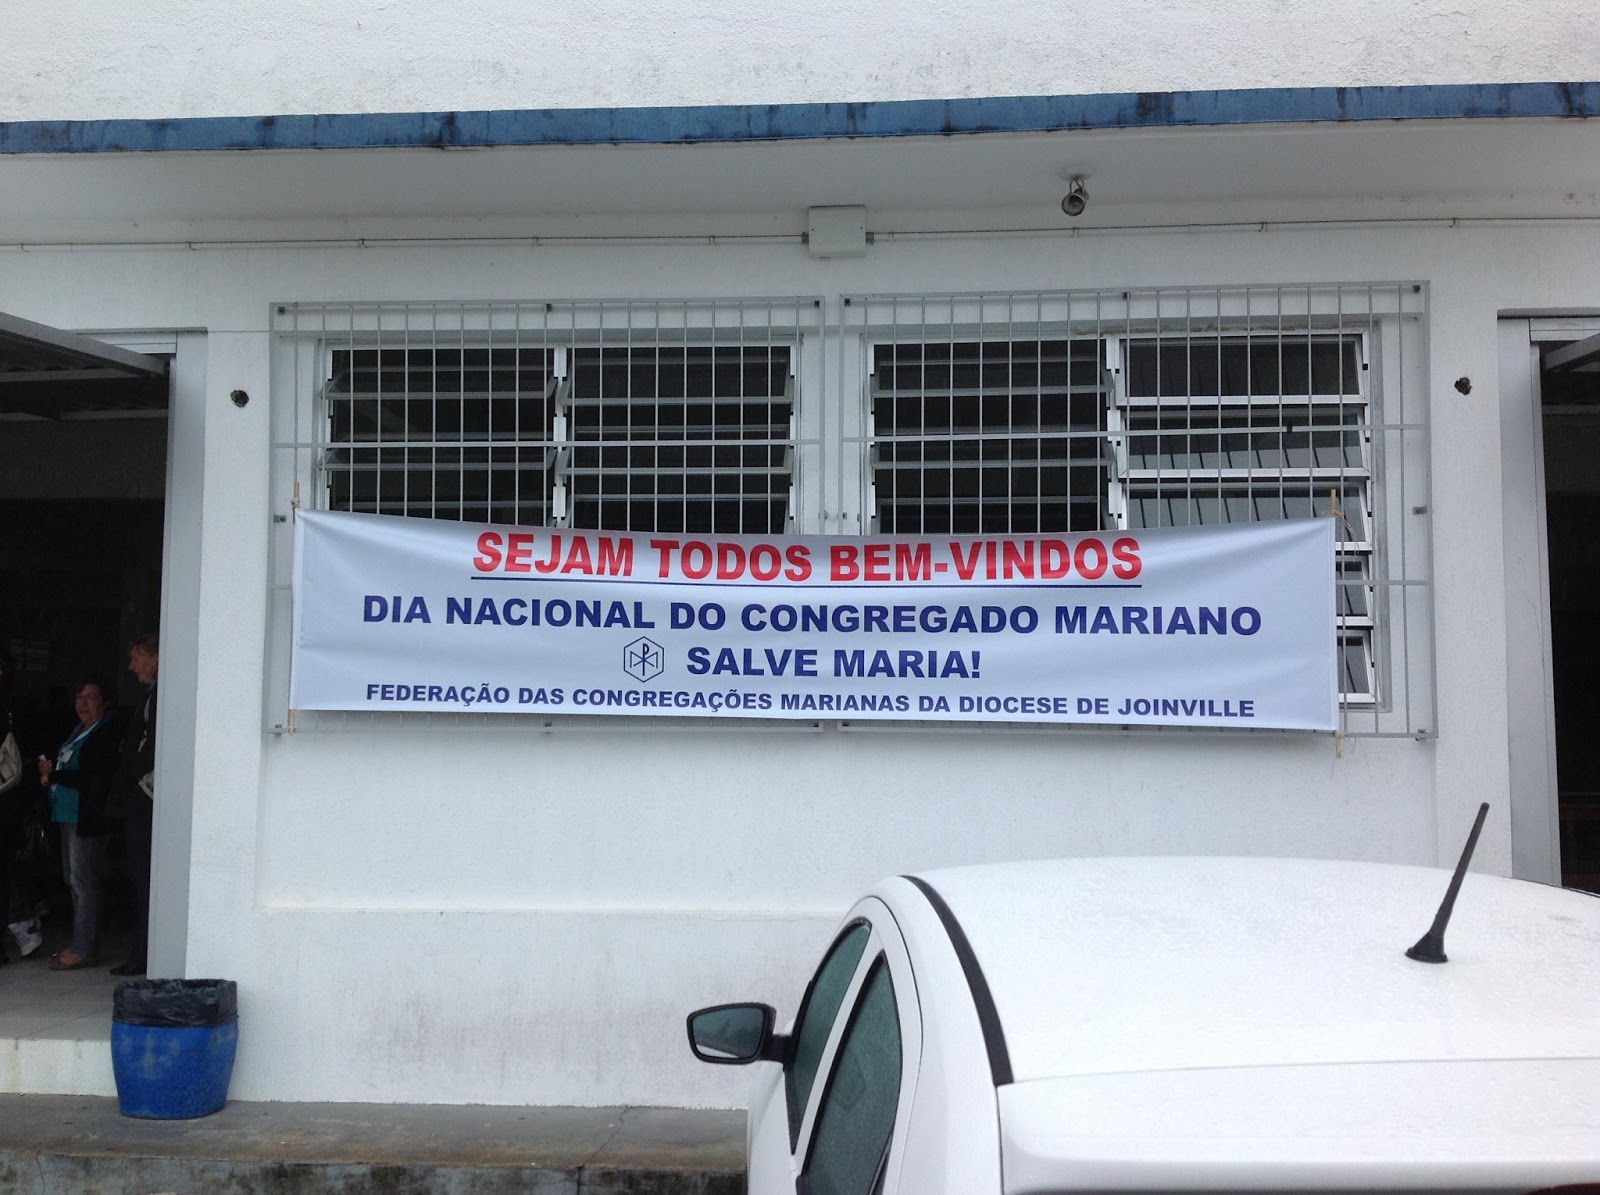 SEJAM TODOS BEM-VINDOS
DIA NACIONAL DO CONGREGADO MARIANO
SALVE MARIA!
FEDERAÇÃO DAS CONGREGAÇÕES MARIANAS DA DIOCESE DE JOINVILLE